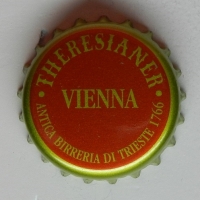 · THERESIANER ·
VIENNA
ANTICA BIRRERIA DI TRIESTE 1766